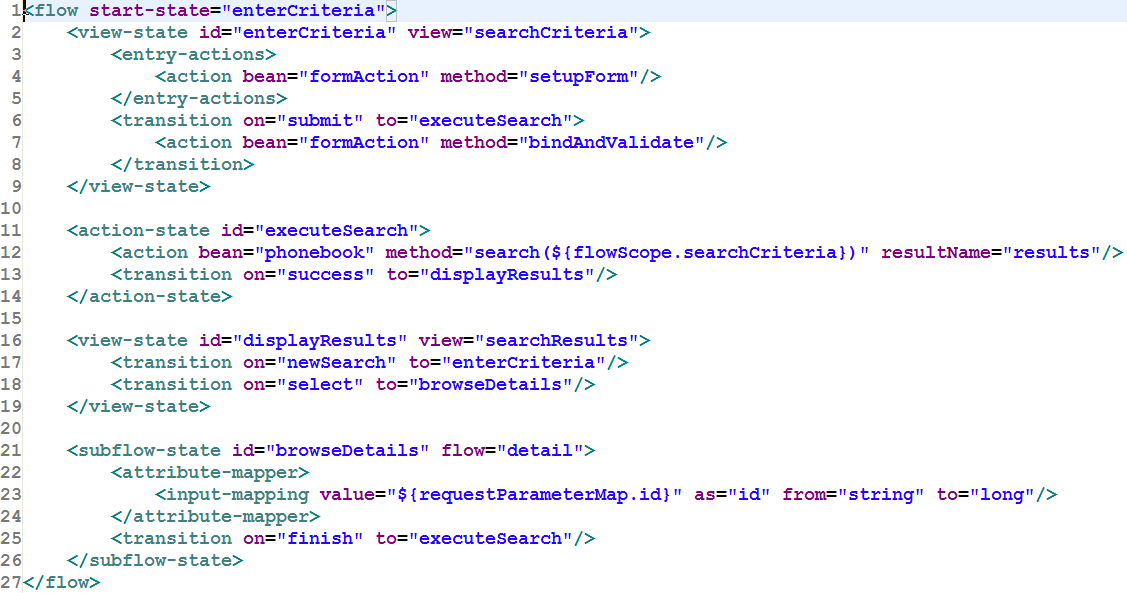 1 <flow start-state="enterCriteria">
2     <view-state id="enterCriteria" view="searchCriteria">
3         <entry-actions>
4             <action bean="formAction" method="setupForm"/>
5         </entry-actions>
6         <transition on="submit" to="executeSearch">
7             <action bean="formAction" method="bindAndValidate"/>
8         </transition>
9     </view-state>
10
11     <action-state id="executeSearch">
12         <action bean="phonebook" method="search(${flowScope.searchCriteria})" resultName="results"/>
13         <transition on="success" to="displayResults"/>
14     </action-state>
15
16     <view-state id="displayResults" view="searchResults">
17         <transition on="newSearch" to="enterCriteria"/>
18         <transition on="select" to="browseDetails"/>
19     </view-state>
20
21     <subflow-state id="browseDetails" flow="detail">
22         <attribute-mapper>
23             <input-mapping value="${requestParameterMap.id}" as="id" from="string" to="long"/>
24         </attribute-mapper>
25         <transition on="finish" to="executeSearch"/>
26     </subflow-state>
27 </flow>